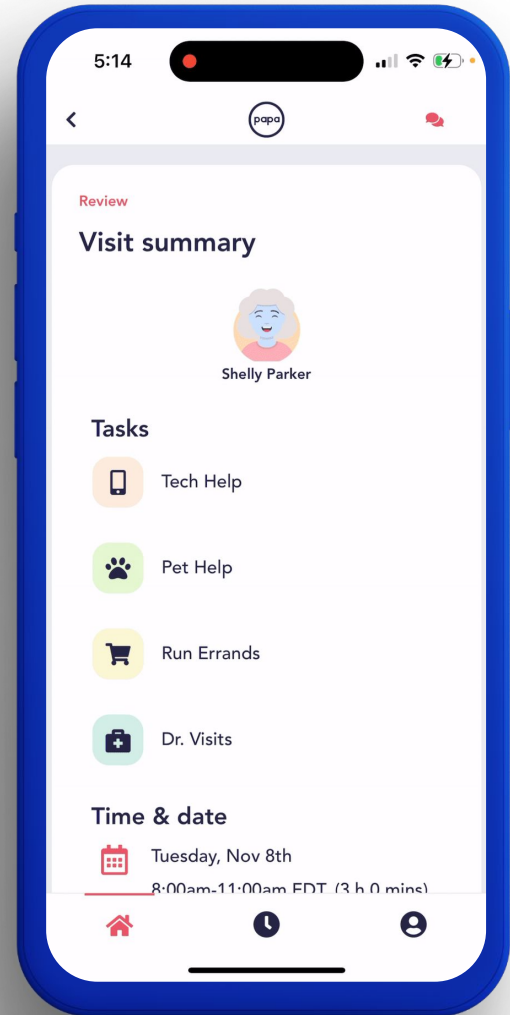 5:14
papa
Review
Visit summary
Shelly Parker
Tasks
Tech Help
Pet Help
Run Errands
Dr. Visits
Time & date
Tuesday, Nov 8th
8:00am-11:00am EDT (3 h 0 mins)